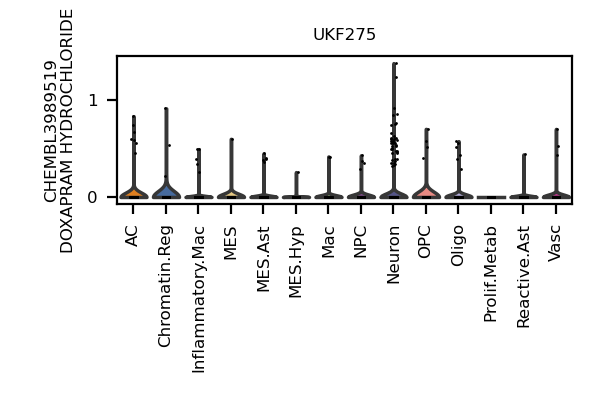 UKF275
CHEMBL3989519
DOXAPRAM HYDROCHLORIDE
1
0
AC
Chromatin.Reg
Inflammatory.Mac
MES
MES.Ast
MES.Hyp
Mac
NPC
Neuron
OPC
Oligo
Prolif.Metab
Reactive.Ast
Vasc